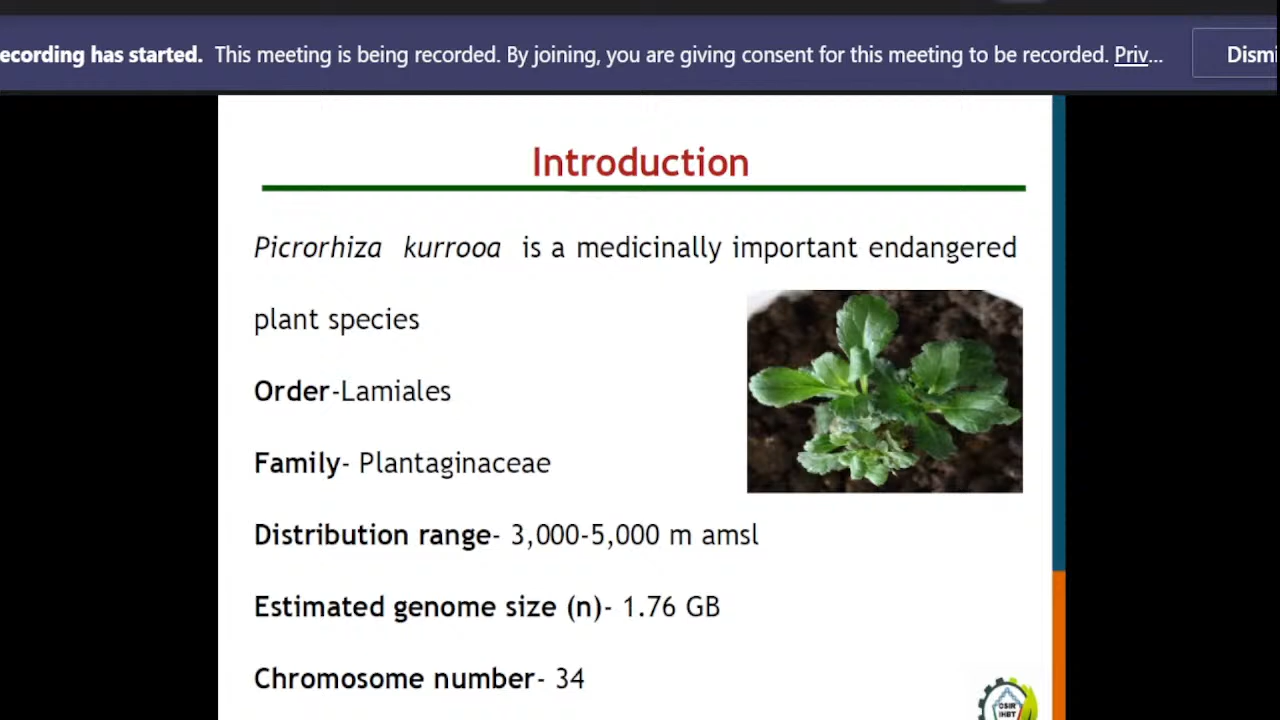 ecording has started. This meeting is being recorded. By joining, you are giving consent for this meeting to be recorded. Priv...
Dismi
Introduction
Picrorhiza kurrooa is a medicinally important endangered
plant species
Order-Lamiales
Family- Plantaginaceae
Distribution range- 3,000-5,000 m amsl
Estimated genome size (n)- 1.76 GB
Chromosome number- 34
CSIR
IHBT